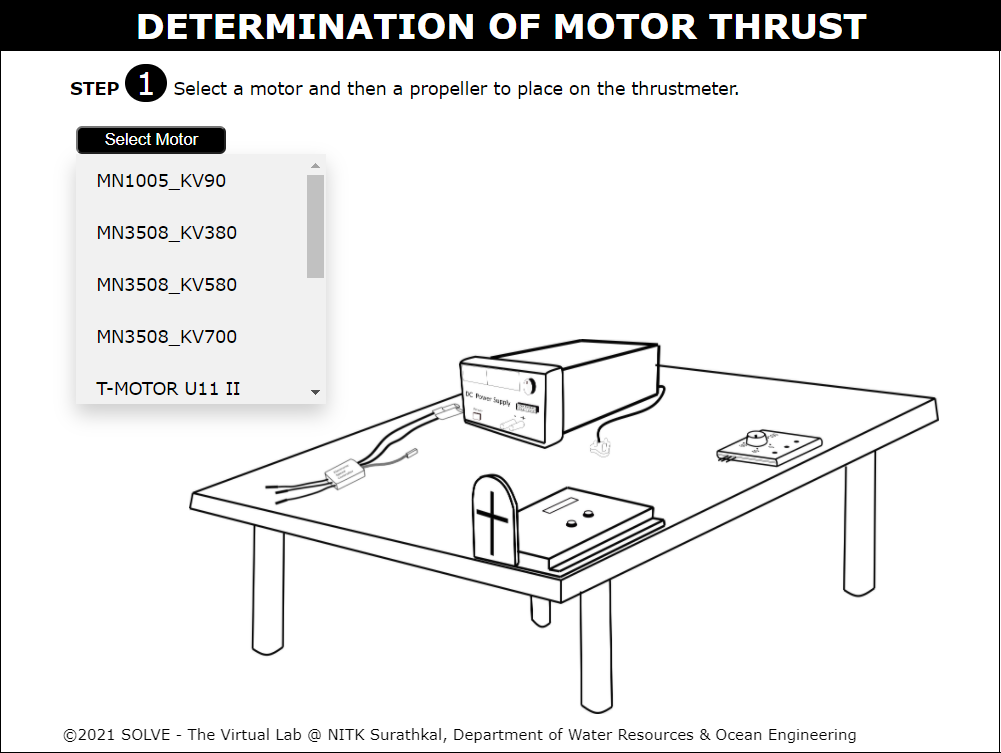 DETERMINATION OF MOTOR THRUST
STEP 1 Select a motor and then a propeller to place on the thrustmeter.
Select Motor
MN1005_KV90
MN3508_KV380
MN3508_KV580
MN3508_KV700
T-MOTOR U11 II
DC Power Supply
©2021 SOLVE - The Virtual Lab @ NITK Surathkal, Department of Water Resources & Ocean Engineering